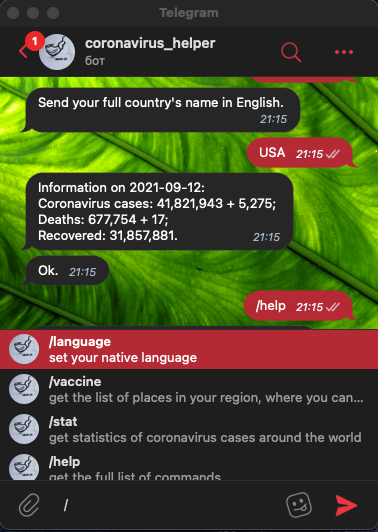 Telegram
1
coronavirus_helper
бот
Send your full country's name in English.
21:15
USA 21:15
Information on 2021-09-12:
Coronavirus cases: 41,821,943 + 5,275;
Deaths: 677,754 + 17;
Recovered: 31,857,881.
21:15
Ok. 21:15
/help 21:15
/language
set your native language
/vaccine
get the list of places in your region, where you can...
/stat
get statistics of coronavirus cases around the world
/help
get the full list of commands
/